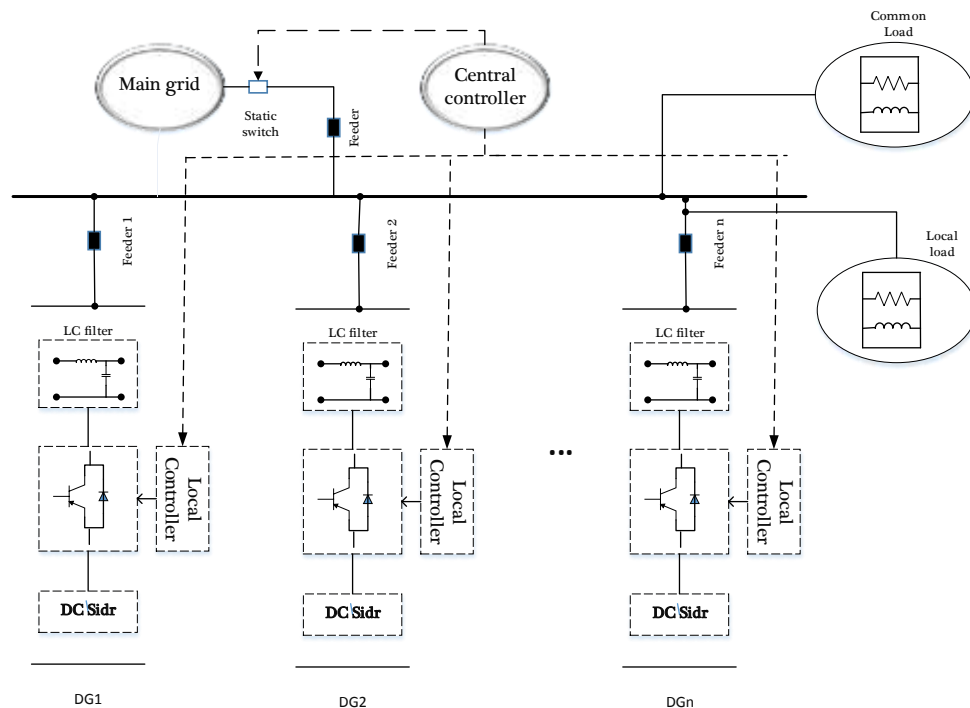 Common
Load
Main grid
Central
controller
Static
switch
Feeder
Feeder 1
Feeder 2
Feeder n
Local
load
LC filter
LC filter
LC filter
Local
Controller
Local
Controller
...
Local
Controller
DC Sidr
DC Sidr
DC Sidr
DG1
DG2
DGn